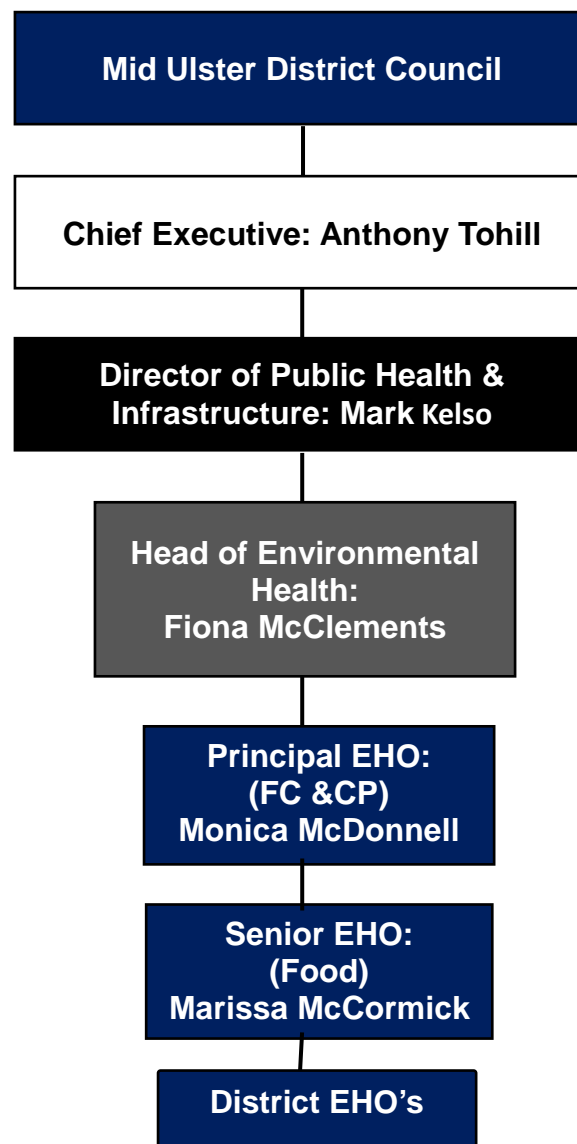 Mid Ulster District Council
Chief Executive: Anthony Tohill
Director of Public Health &
Infrastructure: Mark Kelso
Head of Environmental
Health:
Fiona McClements
Principal EHO:
(FC &CP)
Monica McDonnell
Senior EHO:
(Food)
Marissa McCormick
District EHO’s